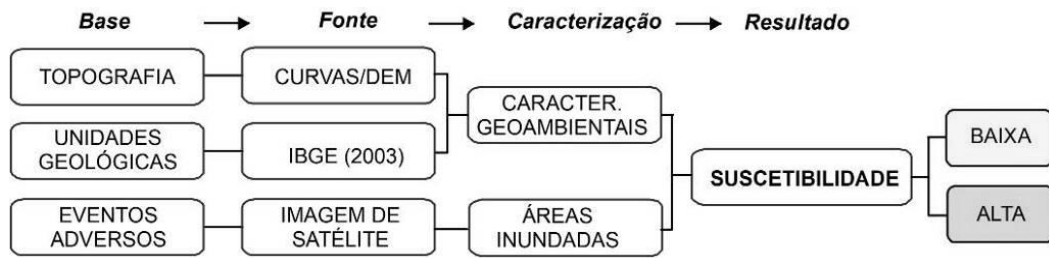 Base Fonte Caracterização Resultado
TOPOGRAFIA
CURVAS/DEM
UNIDADES
GEOLÓGICAS
IBGE (2003)
CARACTER.
GEOAMBIENTAIS
EVENTOS
ADVERSOS
IMAGEM DE
SATÉLITE
ÁREAS
INUNDADAS
SUSCETIBILIDADE
BAIXA
ALTA